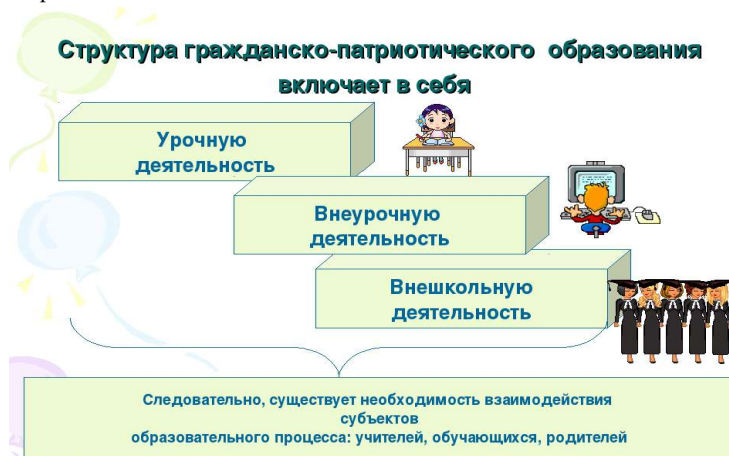 Структура гражданско-патриотического образования
включает в себя
Урочную
деятельность
Внеурочную
деятельность
Внешкольную
деятельность
Следовательно, существует необходимость взаимодействия
субъектов
образовательного процесса: учителей, обучающихся, родителей